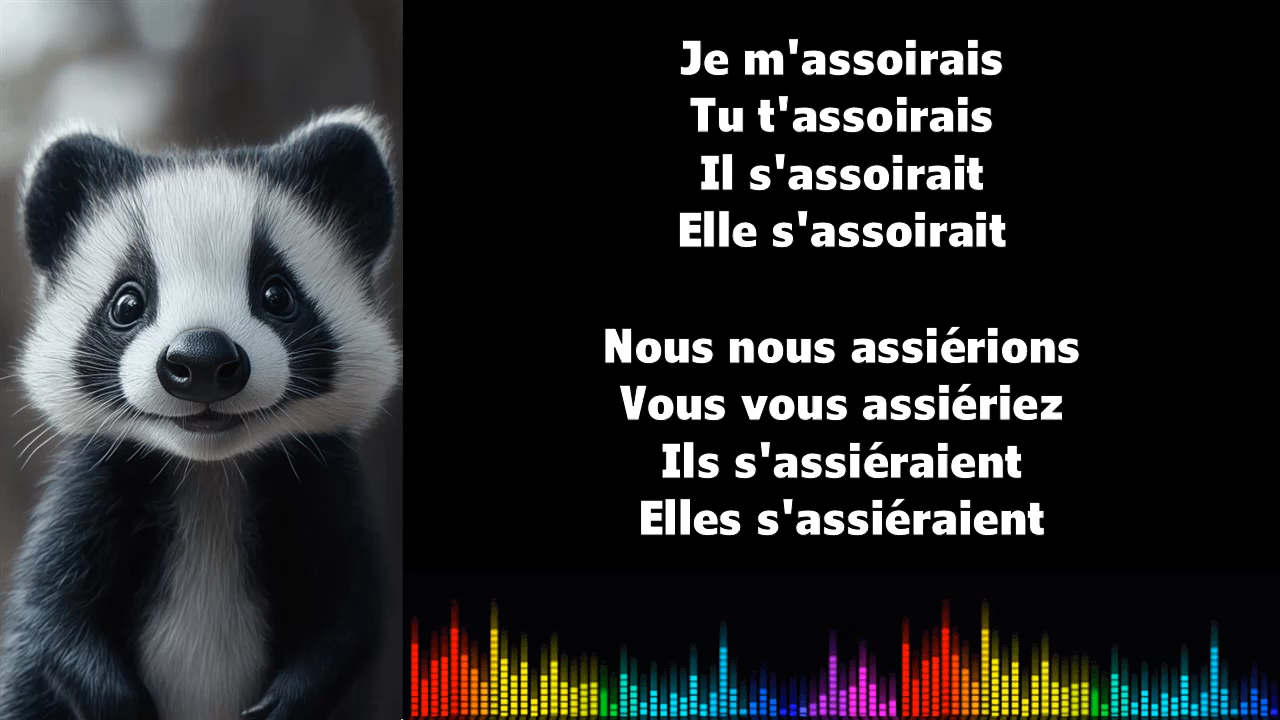 Je m'assoirais
Tu t'assoirais
Il s'assoirait
Elle s'assoirait
Nous nous assiérions
Vous vous assiériez
Ils s'assiéraient
Elles s'assiéraient